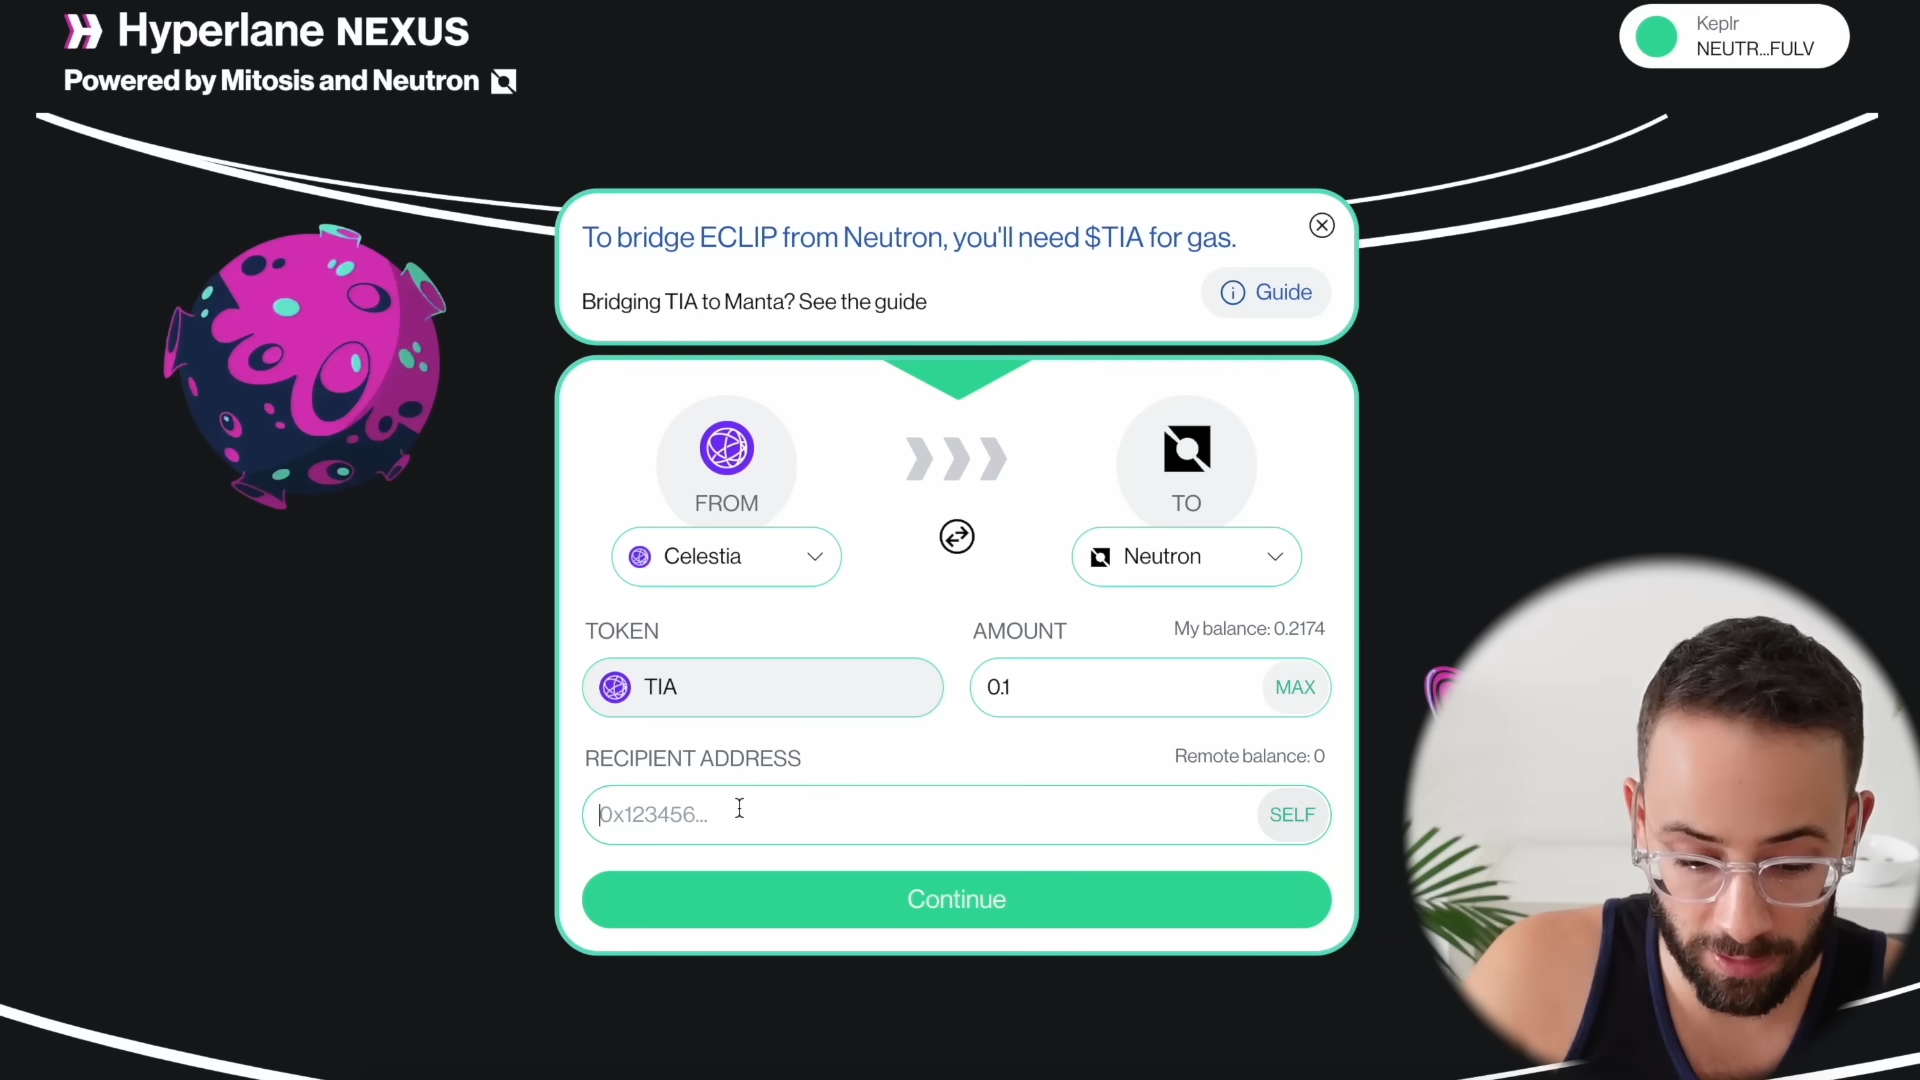 Hyperlane NEXUS
Powered by Mitosis and Neutron
Keplr
NEUTR...FULV
To bridge ECLIP from Neutron, you'll need $TIA for gas.
Bridging TIA to Manta? See the guide
Guide
FROM
TO
Celestia
Neutron
TOKEN
AMOUNT
My balance: 0.2174
TIA
0.1
MAX
RECIPIENT ADDRESS
Remote balance: 0
0x123456...
SELF
Continue